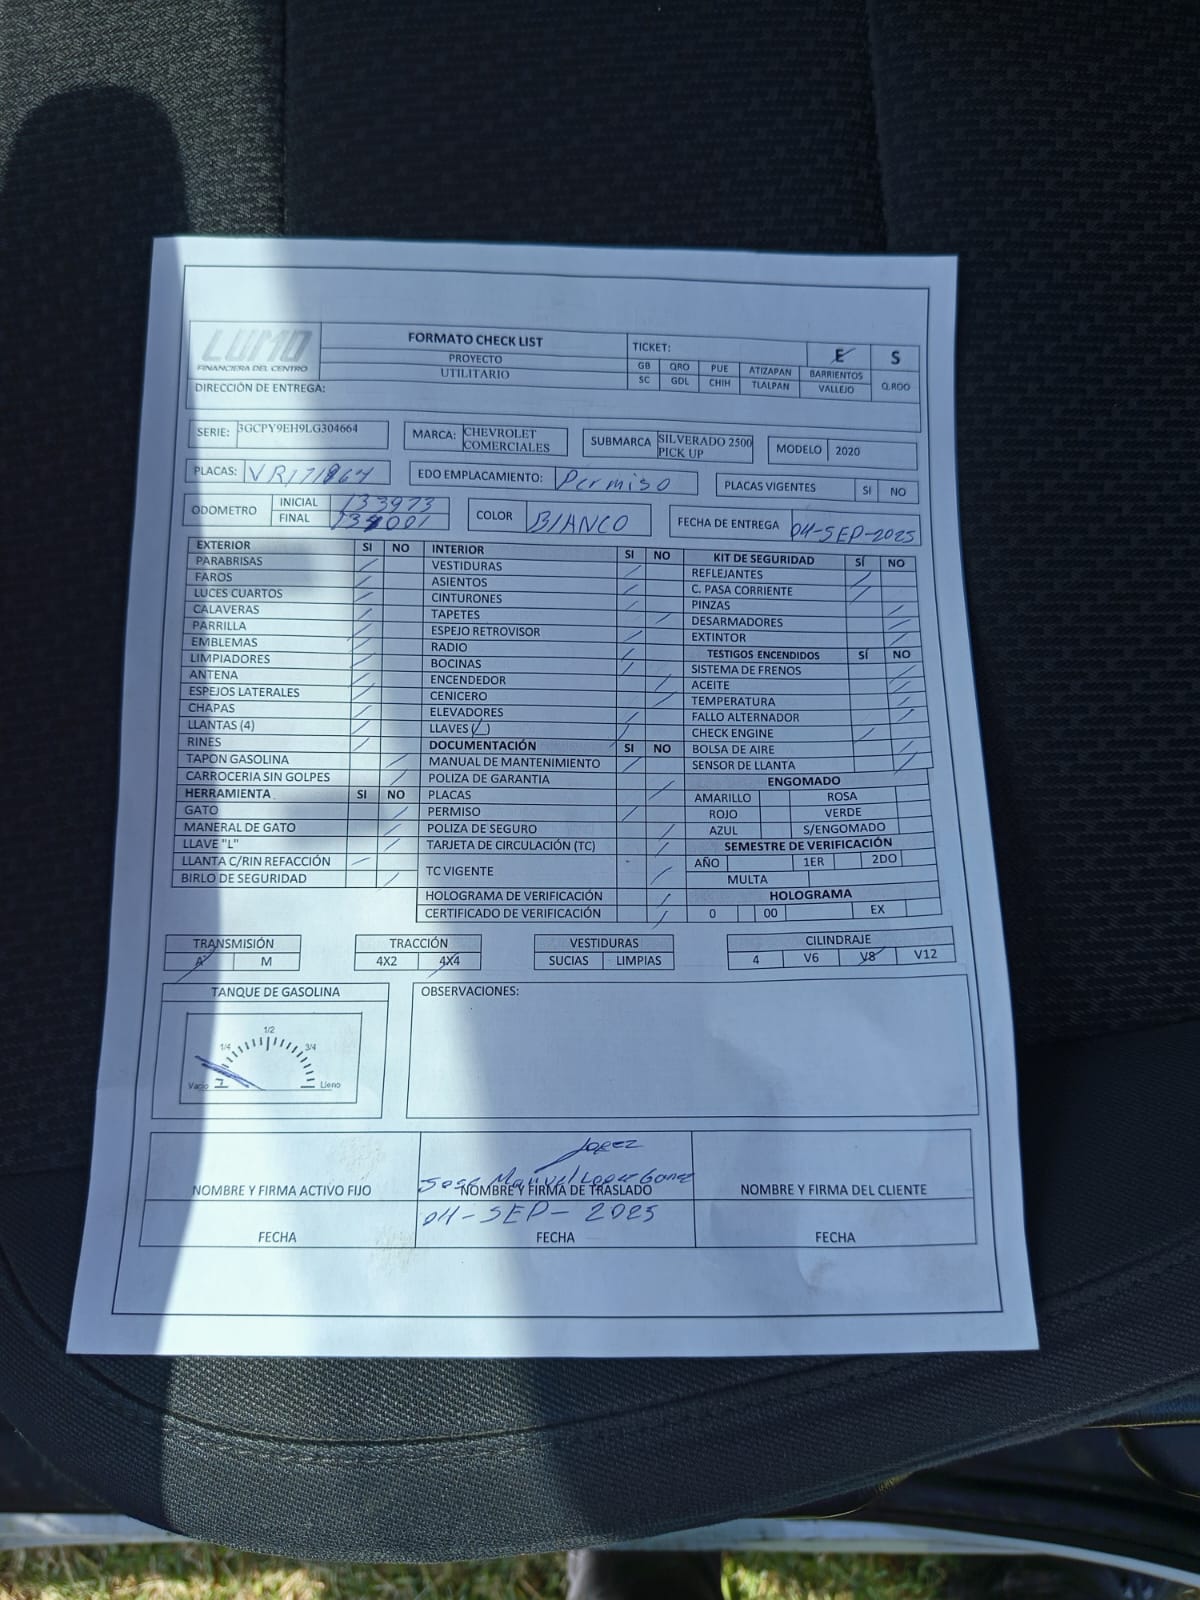 LUMO
FINANCIERA DEL CENTRO
FORMATO CHECK LIST
PROYECTO
UTILITARIO
TICKET:
E S
GB QRO PUE ATIZAPAN BARRIENTOS Q.ROO
SC GDL CHIH TLALPAN VALLEJO
DIRECCIÓN DE ENTREGA:
SERIE: 3GCPY9EH9LG304664
MARCA: CHEVROLET COMERCIALES
SUBMARCA SILVERADO 2500 PICK UP
MODELO 2020
PLACAS: VR171864
EDO EMPLACAMIENTO: Permiso
PLACAS VIGENTES SI NO
ODOMETRO INICIAL 133973
FINAL 134001
COLOR BLANCO
FECHA DE ENTREGA 04-SEP-2025
EXTERIOR SI NO
PARABRISAS
FAROS
LUCES CUARTOS
CALAVERAS
PARRILLA
EMBLEMAS
LIMPIADORES
ANTENA
ESPEJOS LATERALES
CHAPAS
LLANTAS (4)
RINES
TAPON GASOLINA
CARROCERIA SIN GOLPES
HERRAMIENTA SI NO
GATO
MANERAL DE GATO
LLAVE "L"
LLANTA C/RIN REFACCIÓN
BIRLO DE SEGURIDAD
INTERIOR SI NO
VESTIDURAS
ASIENTOS
CINTURONES
TAPETES
ESPEJO RETROVISOR
RADIO
BOCINAS
ENCENDEDOR
CENICERO
ELEVADORES
LLAVES ( )
DOCUMENTACIÓN SI NO
MANUAL DE MANTENIMIENTO
POLIZA DE GARANTIA
PLACAS
PERMISO
POLIZA DE SEGURO
TARJETA DE CIRCULACIÓN (TC)
TC VIGENTE
HOLOGRAMA DE VERIFICACIÓN
CERTIFICADO DE VERIFICACIÓN
KIT DE SEGURIDAD SÍ NO
REFLEJANTES
C. PASA CORRIENTE
PINZAS
DESARMADORES
EXTINTOR
TESTIGOS ENCENDIDOS SÍ NO
SISTEMA DE FRENOS
ACEITE
TEMPERATURA
FALLO ALTERNADOR
CHECK ENGINE
BOLSA DE AIRE
SENSOR DE LLANTA
ENGOMADO
AMARILLO ROSA
ROJO VERDE
AZUL S/ENGOMADO
SEMESTRE DE VERIFICACIÓN
AÑO 1ER 2DO
MULTA
HOLOGRAMA
0 00 EX
TRANSMISIÓN
A M
TRACCIÓN
4X2 4X4
VESTIDURAS
SUCIAS LIMPIAS
CILINDRAJE
4 V6 V8 V12
TANQUE DE GASOLINA
1/4 1/2 3/4
Vacio Lleno
OBSERVACIONES:
NOMBRE Y FIRMA ACTIVO FIJO
FECHA
Lopez
Jose Manuel Lopez Gomez
NOMBRE Y FIRMA DE TRASLADO
04-SEP-2025
FECHA
NOMBRE Y FIRMA DEL CLIENTE
FECHA